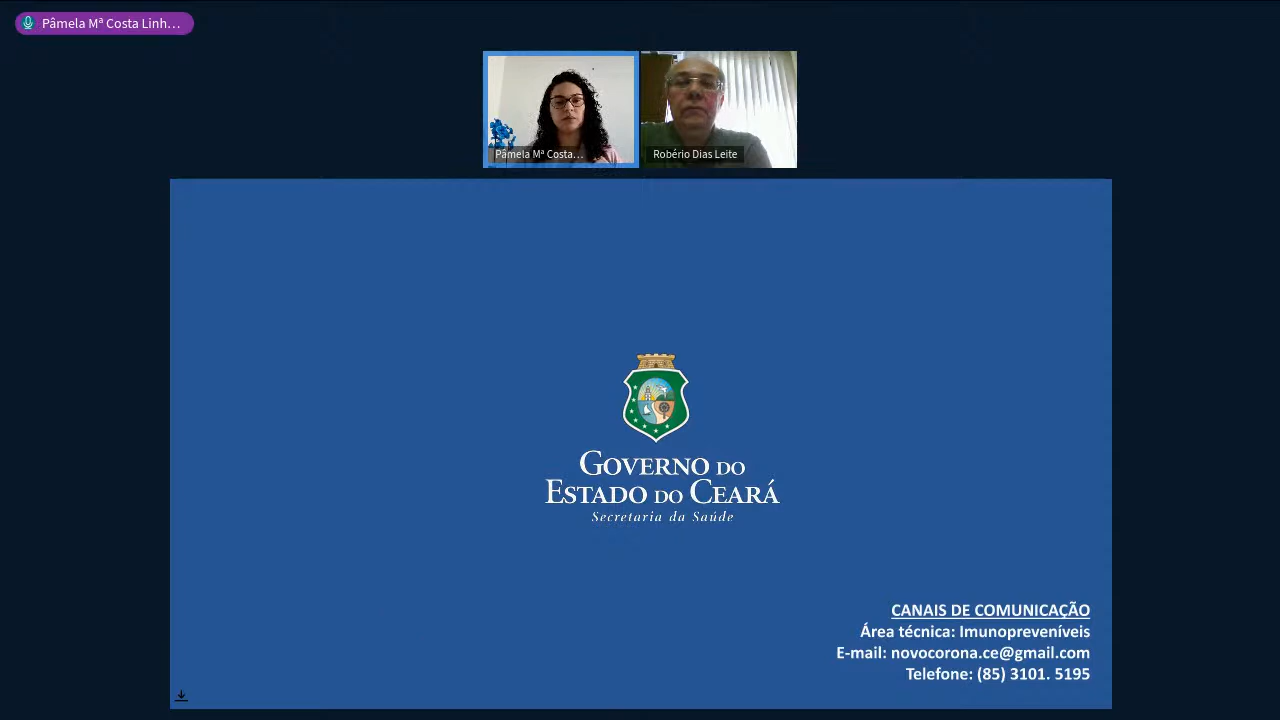 Pâmela Mª Costa Linh…
Pâmela Mª Costa…
Robério Dias Leite
GOVERNO DO
ESTADO DO CEARÁ
Secretaria da Saúde
CANAIS DE COMUNICAÇÃO
Área técnica: Imunopreveníveis
E-mail: novocorona.ce@gmail.com
Telefone: (85) 3101. 5195